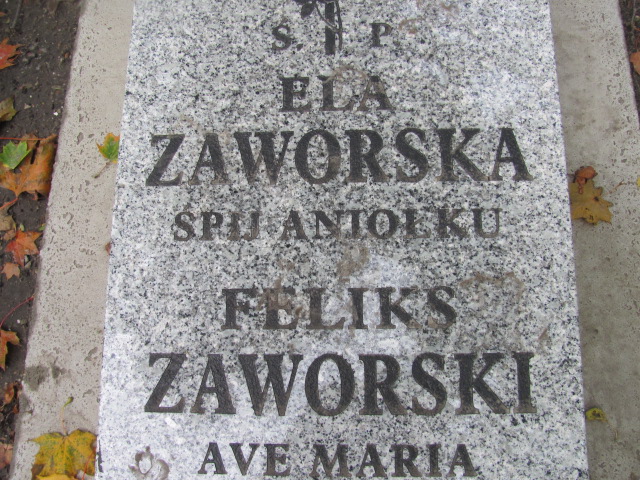 Ś P
ELA
ZAWORSKA
ŚPIJ ANIOŁKU
FELIKS
ZAWORSKI
AVE MARIA